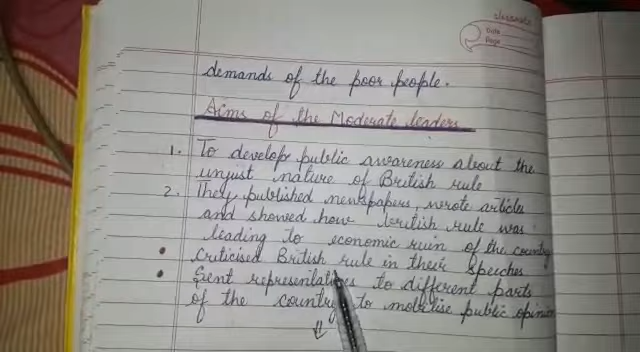 classmate
Date
Page
demands of the poor people.
Aims of the Moderate leaders
1. To develop public awareness about the
unjust nature of British rule
2. They published newspapers, wrote articles
and showed how british rule was
leading to economic ruin of the country
• criticised British rule in their speeches
• Sent representatives to different parts
of the country to mobilise public opinion